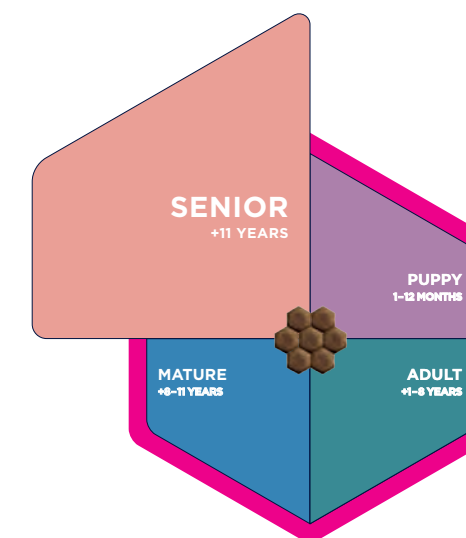 SENIOR
+11 YEARS
PUPPY
1–12 MONTHS
MATURE
+8–11 YEARS
ADULT
+1–8 YEARS